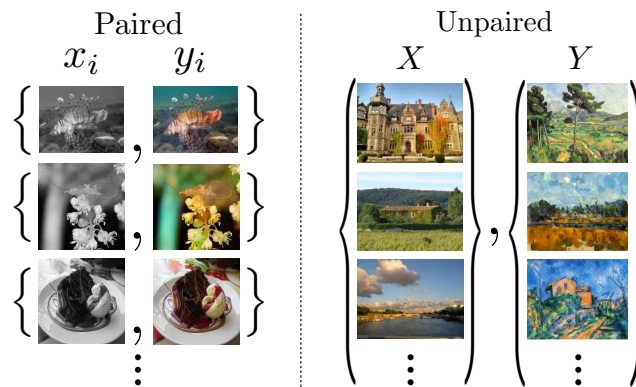 Paired
x_i y_i
{ , }
{ , }
{ , }
⋮
Unpaired
X Y
{ ⋮ } , { ⋮ }